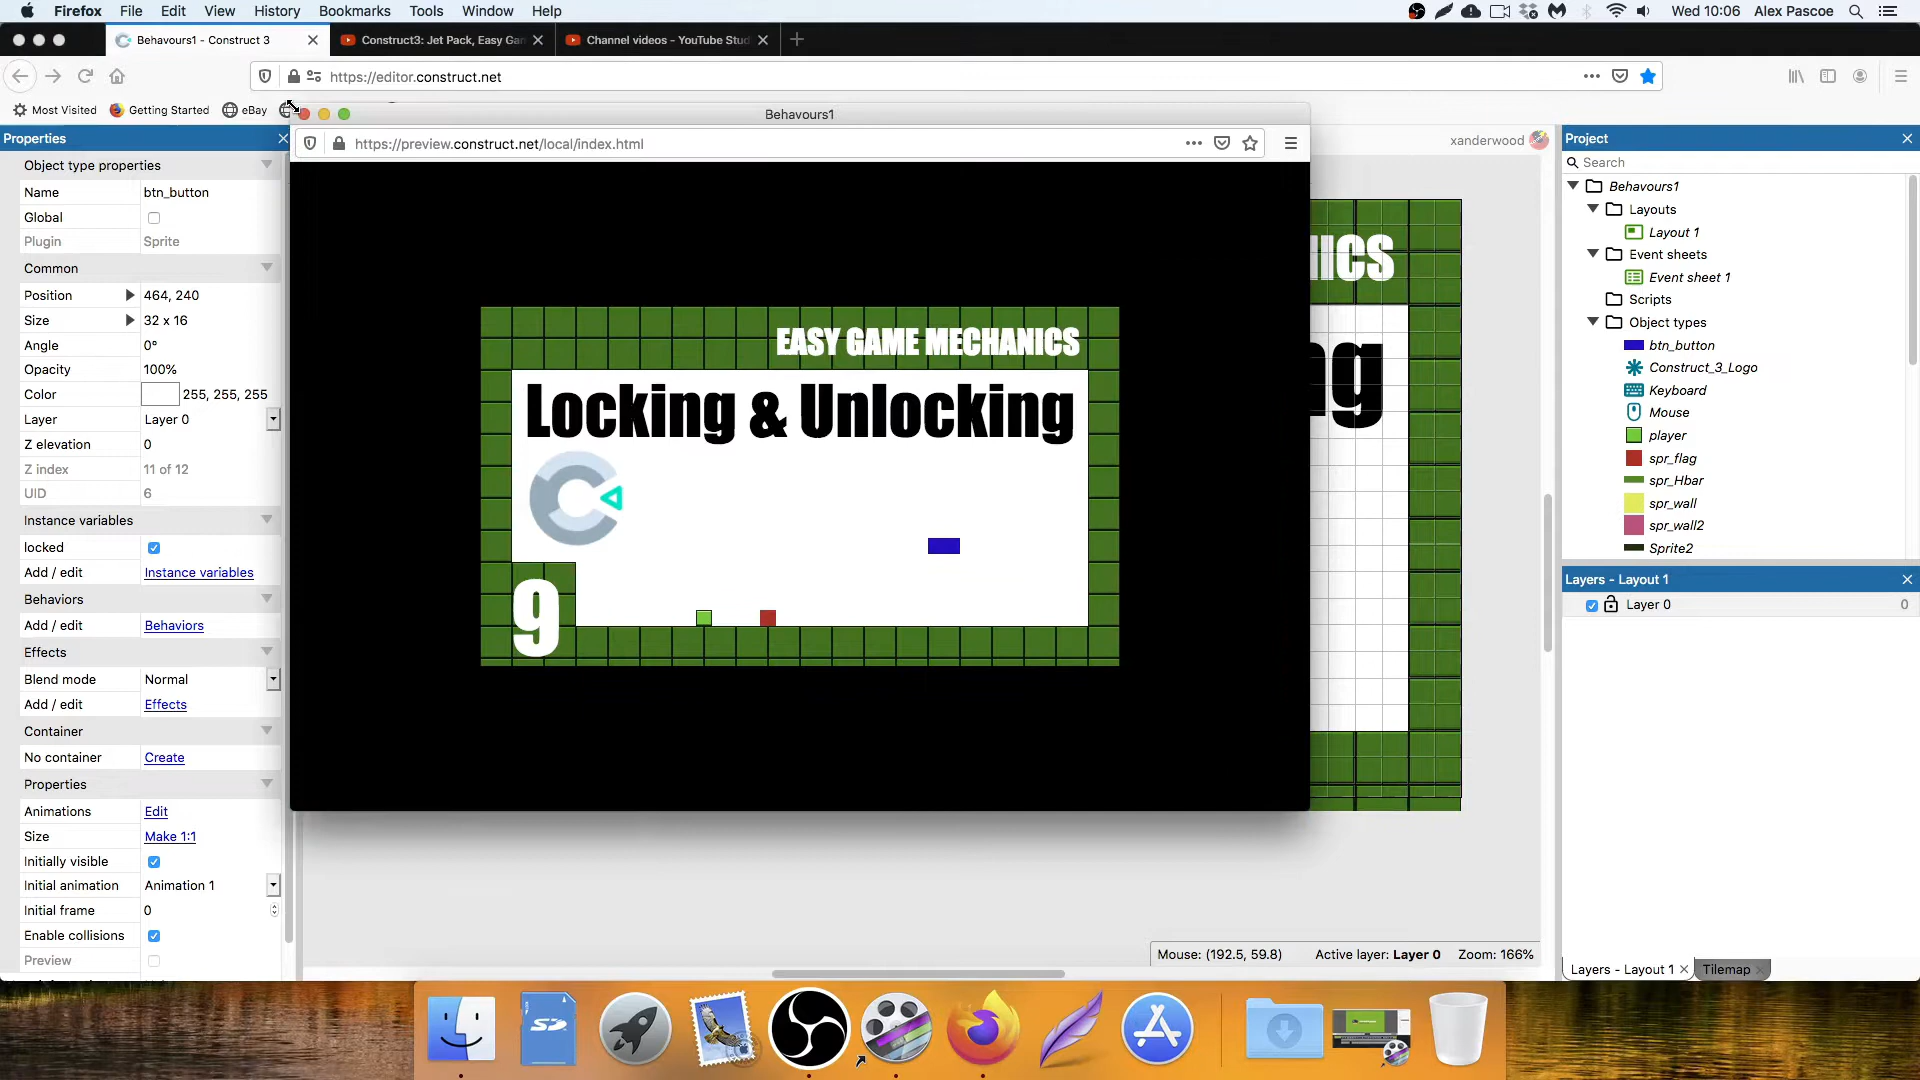 Firefox File Edit View History Bookmarks Tools Window Help
Wed 10:06 Alex Pascoe
Behavours1 - Construct 3
Construct3: Jet Pack, Easy Ga
Channel videos - YouTube Stud
https://editor.construct.net
Most Visited Getting Started eBay
Behavours1
https://preview.construct.net/local/index.html
Properties
Object type properties
Name btn_button
Global
Plugin Sprite
Common
Position 464, 240
Size 32 x 16
Angle 0°
Opacity 100%
Color 255, 255, 255
Layer Layer 0
Z elevation 0
Z index 11 of 12
UID 6
Instance variables
locked
Add / edit Instance variables
Behaviors
Add / edit Behaviors
Effects
Blend mode Normal
Add / edit Effects
Container
No container Create
Properties
Animations Edit
Size Make 1:1
Initially visible
Initial animation Animation 1
Initial frame 0
Enable collisions
Preview
EASY GAME MECHANICS
Locking & Unlocking
9
ICS
ng
xanderwood
Mouse: (192.5, 59.8) Active layer: Layer 0 Zoom: 166%
Project
Search
Behavours1
Layouts
Layout 1
Event sheets
Event sheet 1
Scripts
Object types
btn_button
Construct_3_Logo
Keyboard
Mouse
player
spr_flag
spr_Hbar
spr_wall
spr_wall2
Sprite2
Layers - Layout 1
Layer 0 0
Layers - Layout 1 Tilemap
SD